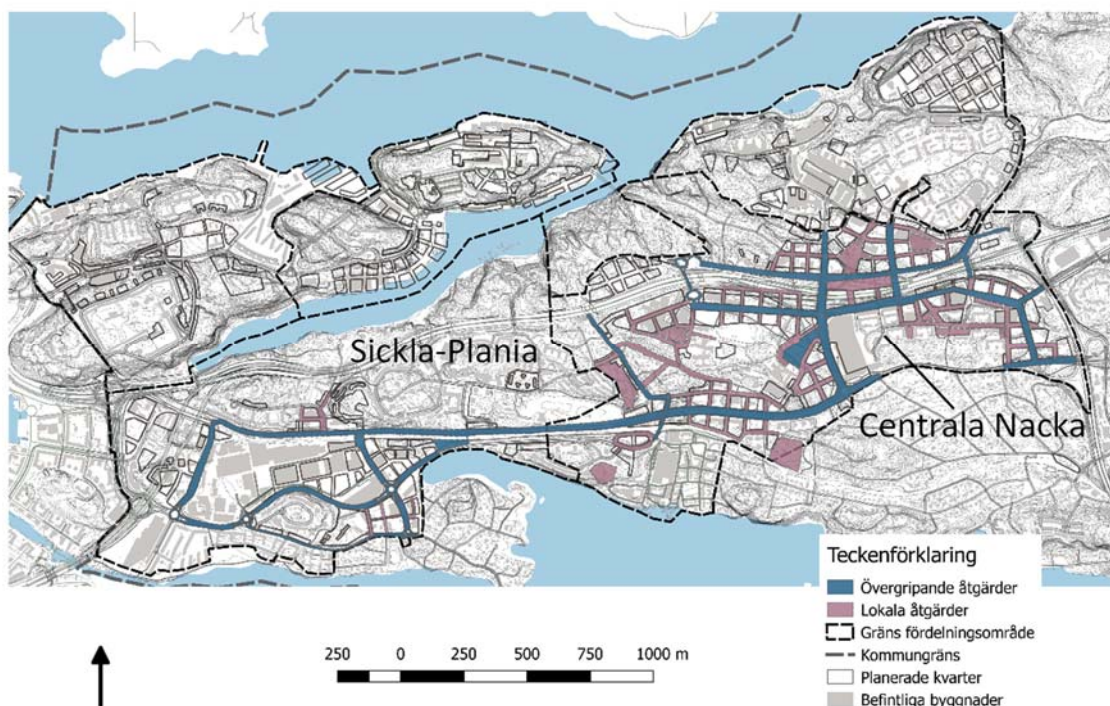 Sickla-Plania
Centrala Nacka
Teckenförklaring
Övergripande åtgärder
Lokala åtgärder
Gräns fördelningsområde
Kommungräns
Planerade kvarter
Befintliga byggnader
250 0 250 500 750 1000 m